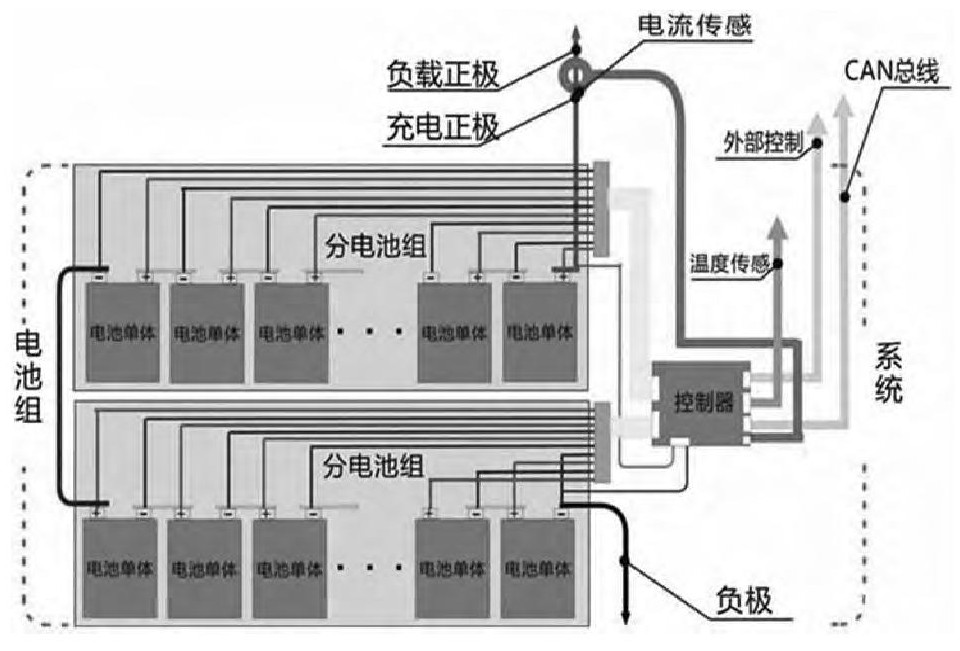 电流传感
负载正极
CAN总线
充电正极
外部控制
分电池组
温度传感
- + - + - + - + - +
电池单体 电池单体 电池单体 · · · 电池单体 电池单体
电池组
系统
控制器
分电池组
+ - + - + - + - + -
电池单体 电池单体 电池单体 · · · 电池单体 电池单体
负极